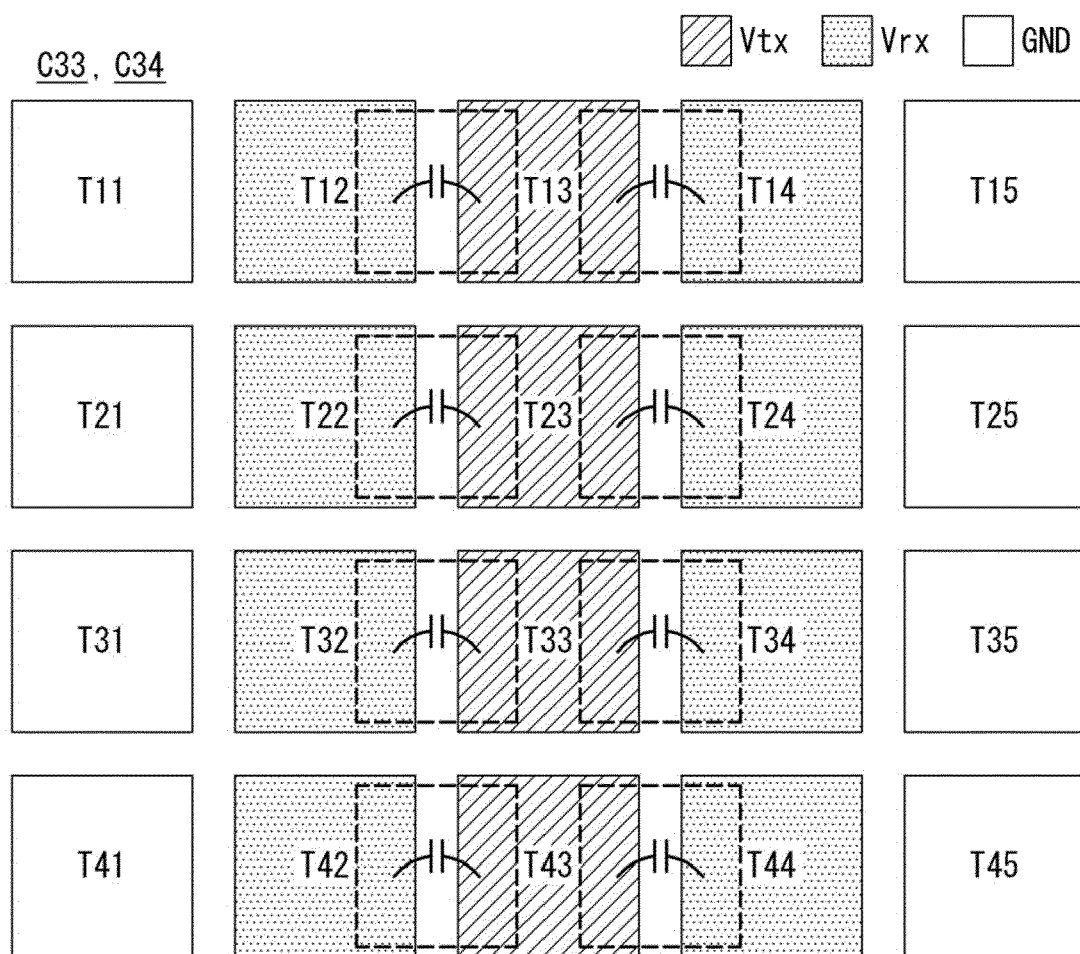 Vtx Vrx GND
C33, C34
T11 T12 T13 T14 T15
T21 T22 T23 T24 T25
T31 T32 T33 T34 T35
T41 T42 T43 T44 T45